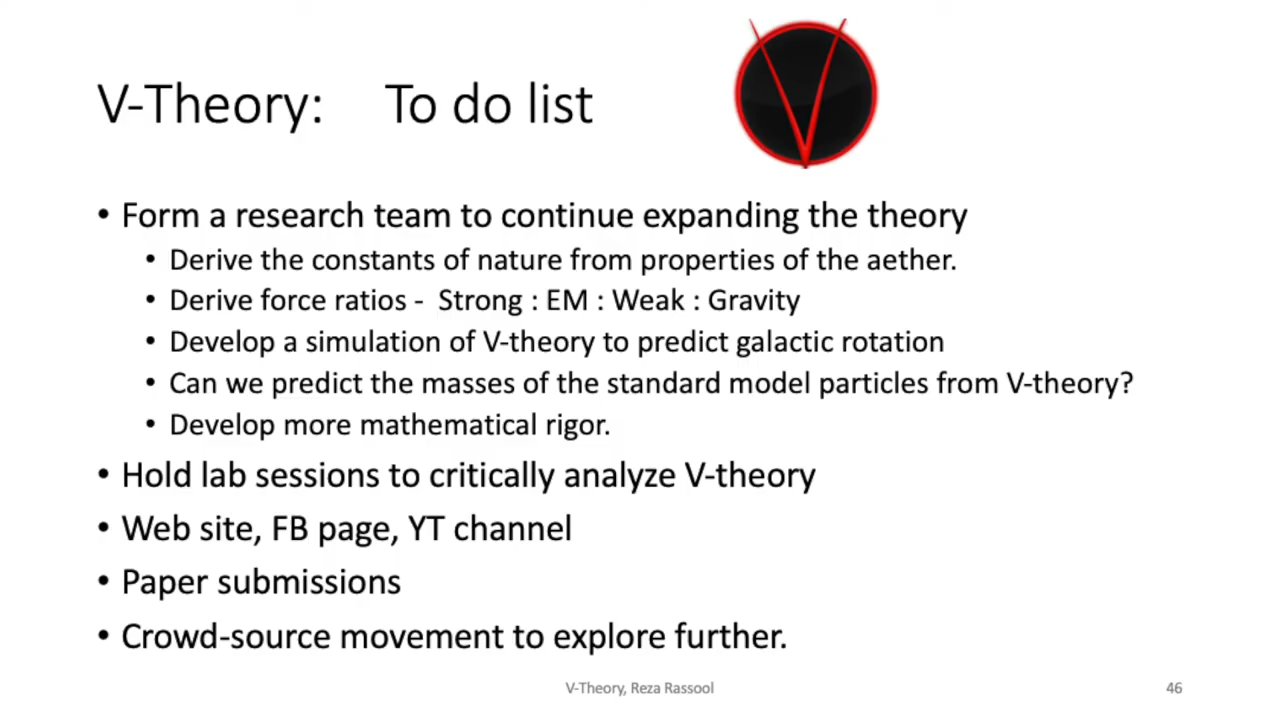 V-Theory: To do list
V
• Form a research team to continue expanding the theory
• Derive the constants of nature from properties of the aether.
• Derive force ratios - Strong : EM : Weak : Gravity
• Develop a simulation of V-theory to predict galactic rotation
• Can we predict the masses of the standard model particles from V-theory?
• Develop more mathematical rigor.
• Hold lab sessions to critically analyze V-theory
• Web site, FB page, YT channel
• Paper submissions
• Crowd-source movement to explore further.
V-Theory, Reza Rassool
46